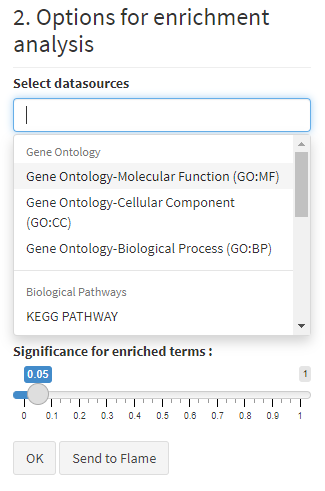 2. Options for enrichment
analysis
Select datasources
Gene Ontology
Gene Ontology-Molecular Function (GO:MF)
Gene Ontology-Cellular Component
(GO:CC)
Gene Ontology-Biological Process (GO:BP)
Biological Pathways
KEGG PATHWAY
Significance for enriched terms :
0.05 1
0 0.1 0.2 0.3 0.4 0.5 0.6 0.7 0.8 0.9 1
OK Send to Flame